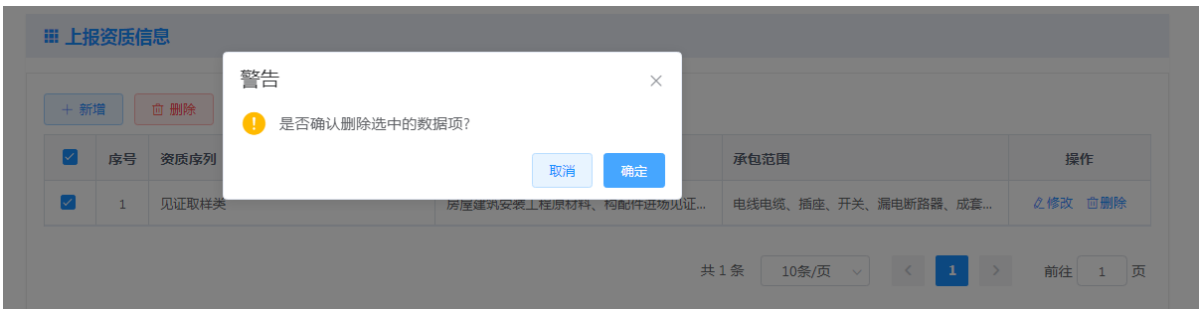 上报资质信息
警告
新增 删除
是否确认删除选中的数据项?
取消 确定
序号 资质序列 承包范围 操作
1 见证取样类 房屋建筑安装工程原材料、构配件进场见证... 电线电缆、插座、开关、漏电断路器、成套... 修改 删除
共 1 条 10条/页 1 前往 1 页